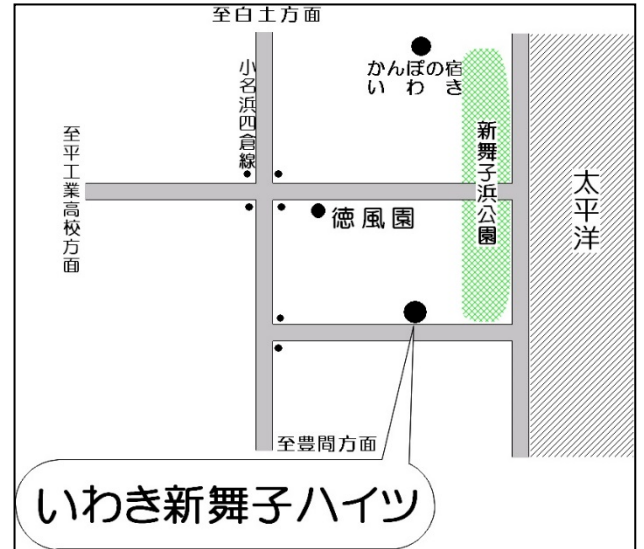 至白土方面
小名浜四倉線
かんぽの宿
いわき
至平工業高校方面
新舞子浜公園
太平洋
徳風園
至豊間方面
いわき新舞子ハイツ